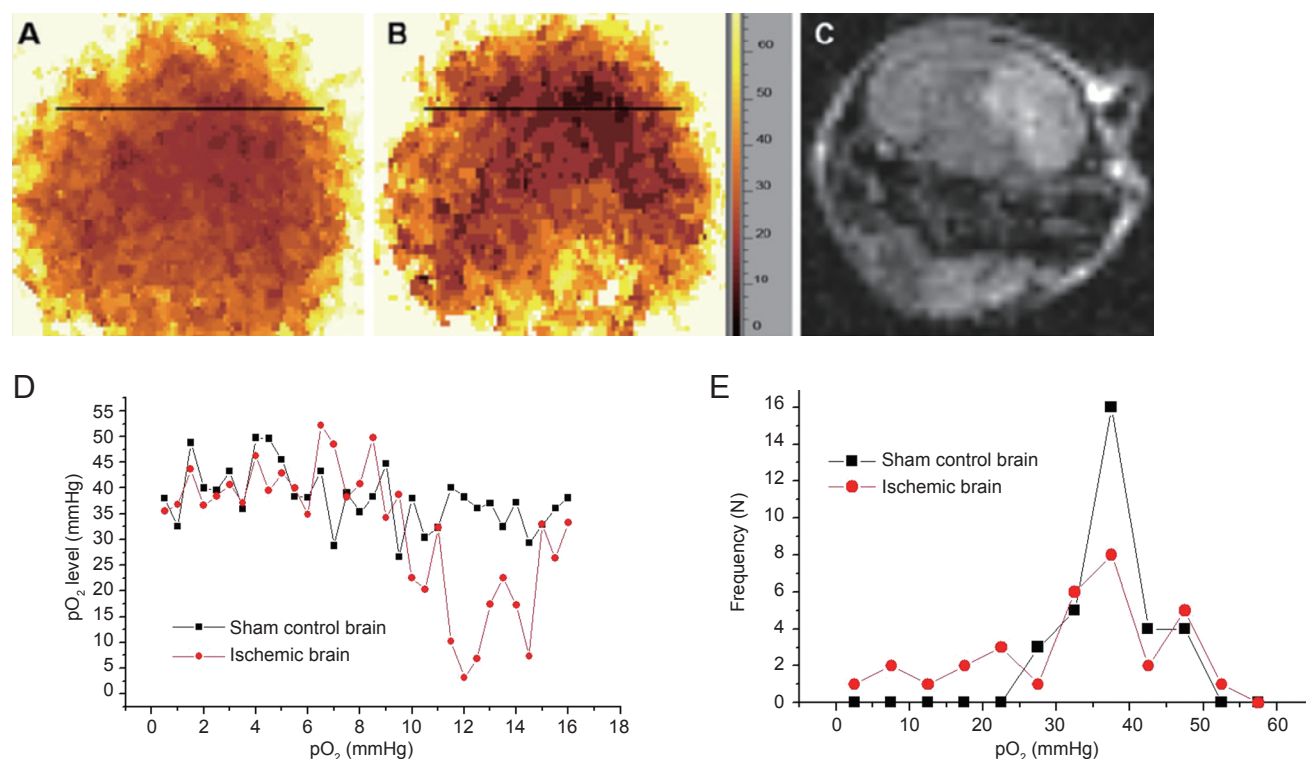 A
B
C
60
50
40
30
20
10
0
D
pO2 level (mmHg)
55
50
45
40
35
30
25
20
15
10
5
0
Sham control brain
Ischemic brain
0 2 4 6 8 10 12 14 16 18
pO2 (mmHg)
E
Frequency (N)
16
14
12
10
8
6
4
2
0
Sham control brain
Ischemic brain
0 10 20 30 40 50 60
pO2 (mmHg)